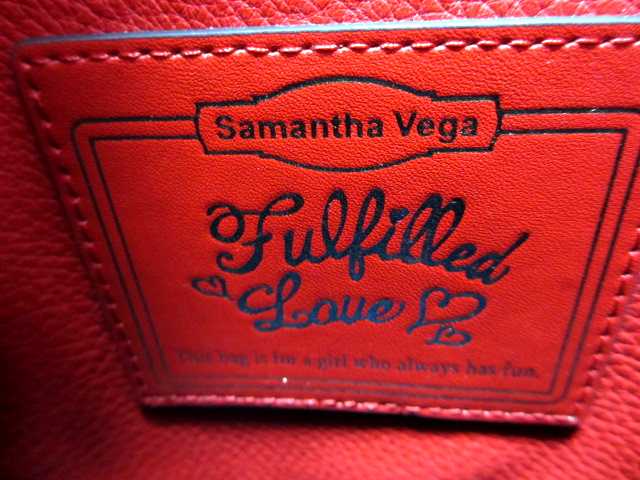 Samantha Vega
Fulfilled
Love
This bag is for a girl who always has fun.